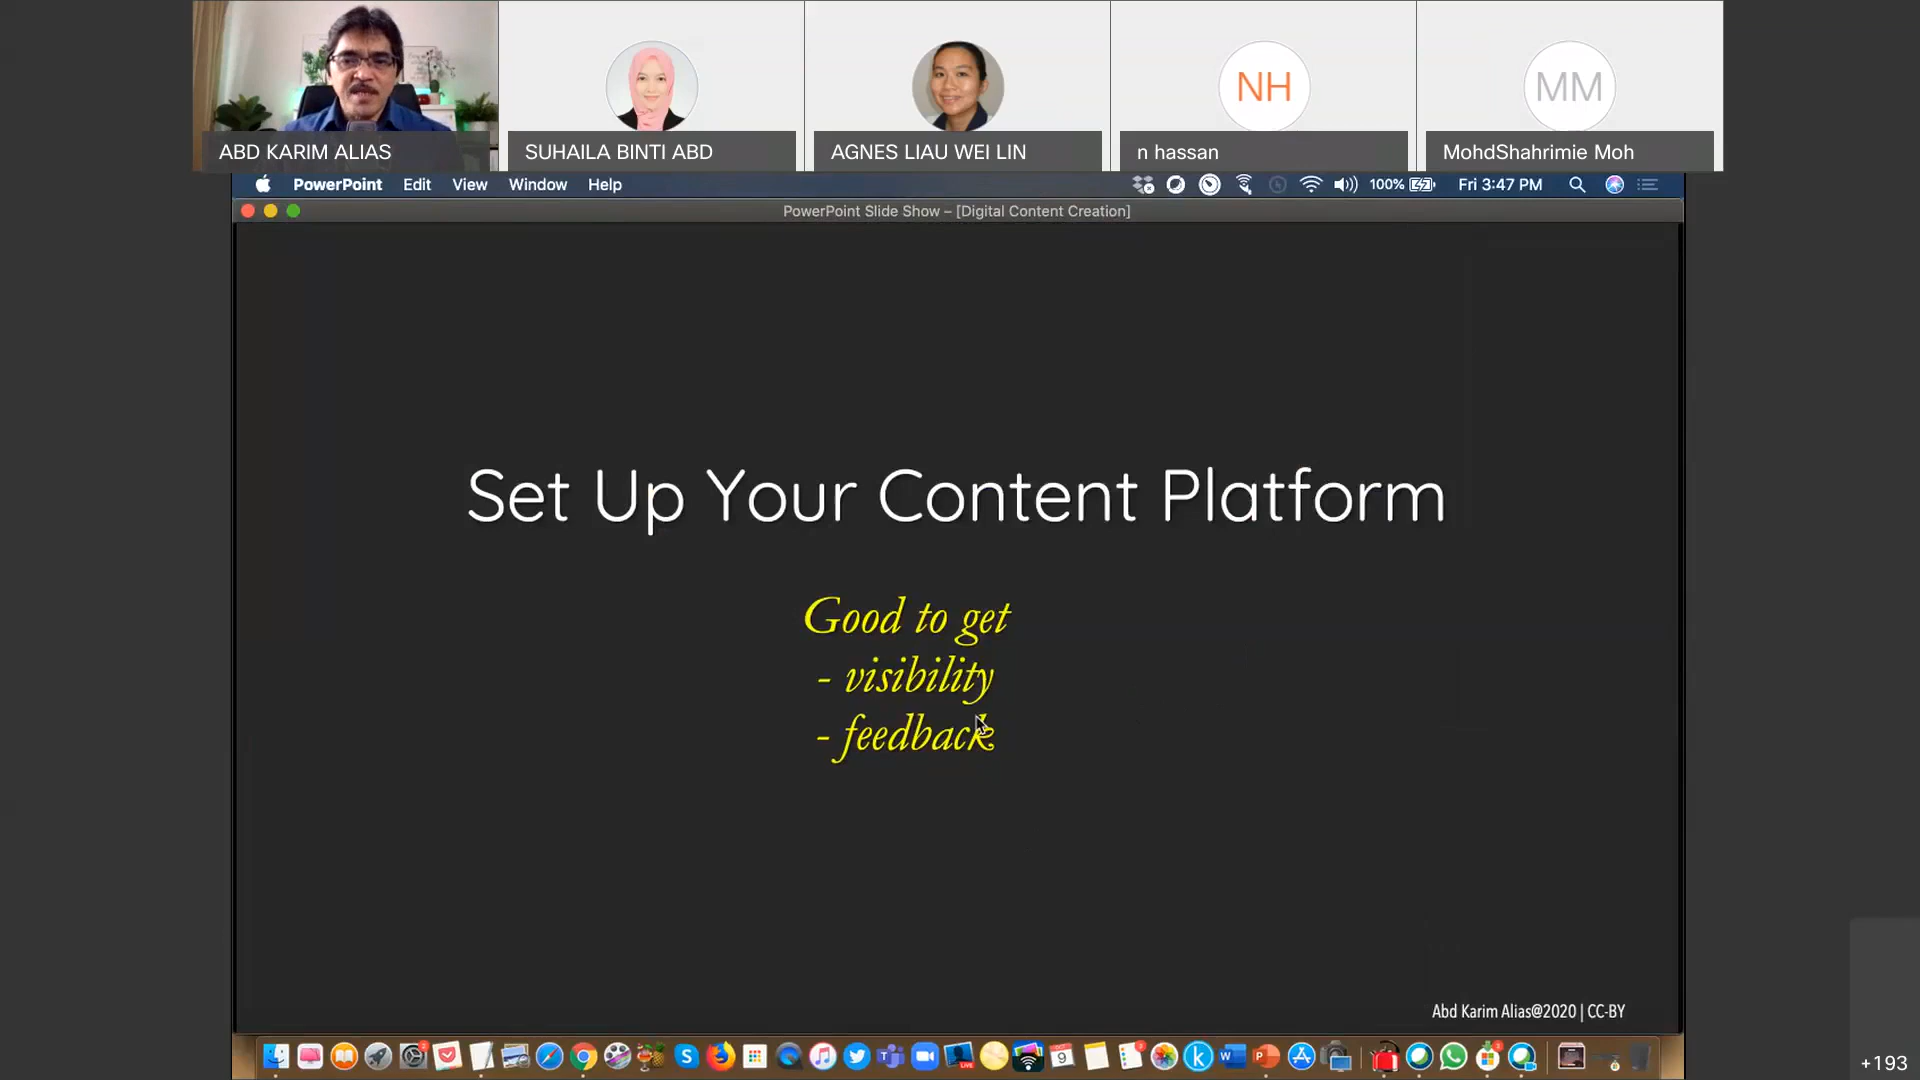 NH
MM
ABD KARIM ALIAS
SUHAILA BINTI ABD
AGNES LIAU WEI LIN
n hassan
MohdShahrimie Moh
PowerPoint Edit View Window Help
100% Fri 3:47 PM
PowerPoint Slide Show – [Digital Content Creation]
Set Up Your Content Platform
Good to get
- visibility
- feedback
Abd Karim Alias@2020 | CC-BY
+193